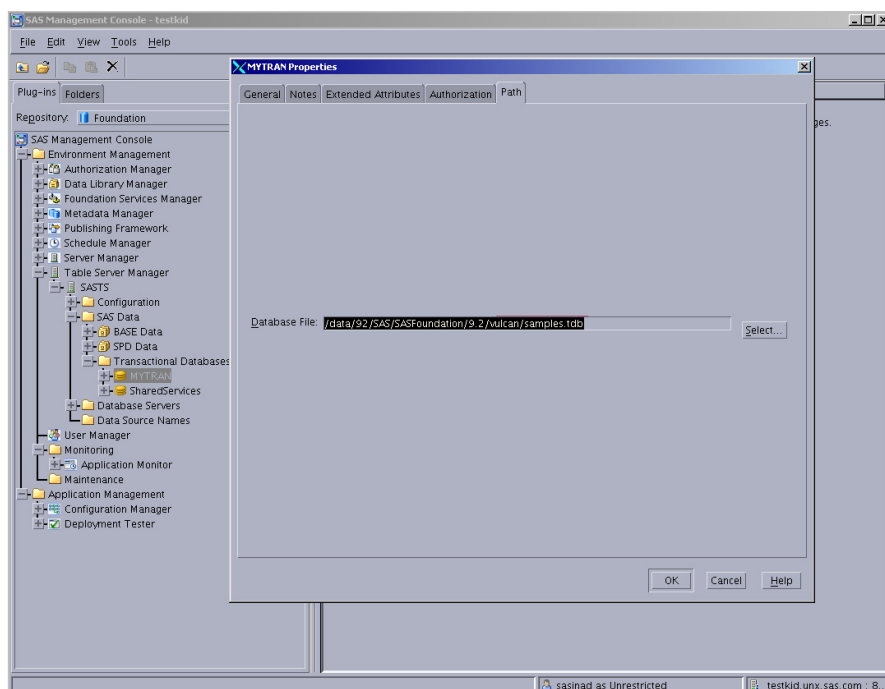 SAS Management Console - testkid
File Edit View Tools Help
MYTRAN Properties
Plug-ins Folders
General Notes Extended Attributes Authorization Path
Repository: Foundation
ges.
SAS Management Console
Environment Management
Authorization Manager
Data Library Manager
Foundation Services Manager
Metadata Manager
Publishing Framework
Schedule Manager
Server Manager
Table Server Manager
SASTS
Configuration
SAS Data
BASE Data
SPD Data
Transactional Databases
MYTRAN
SharedServices
Database Servers
Data Source Names
User Manager
Monitoring
Application Monitor
Maintenance
Application Management
Configuration Manager
Deployment Tester
Database File: /data/92/SAS/SASFoundation/9.2/vulcan/samples.tdb
Select...
OK Cancel Help
sasinad as Unrestricted testkid.unx.sas.com : 8.